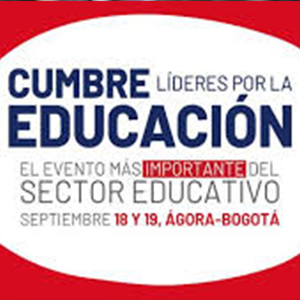 CUMBRE LÍDERES POR LA
EDUCACIÓN
EL EVENTO MÁS IMPORTANTE DEL
SECTOR EDUCATIVO
SEPTIEMBRE 18 Y 19, ÁGORA-BOGOTÁ